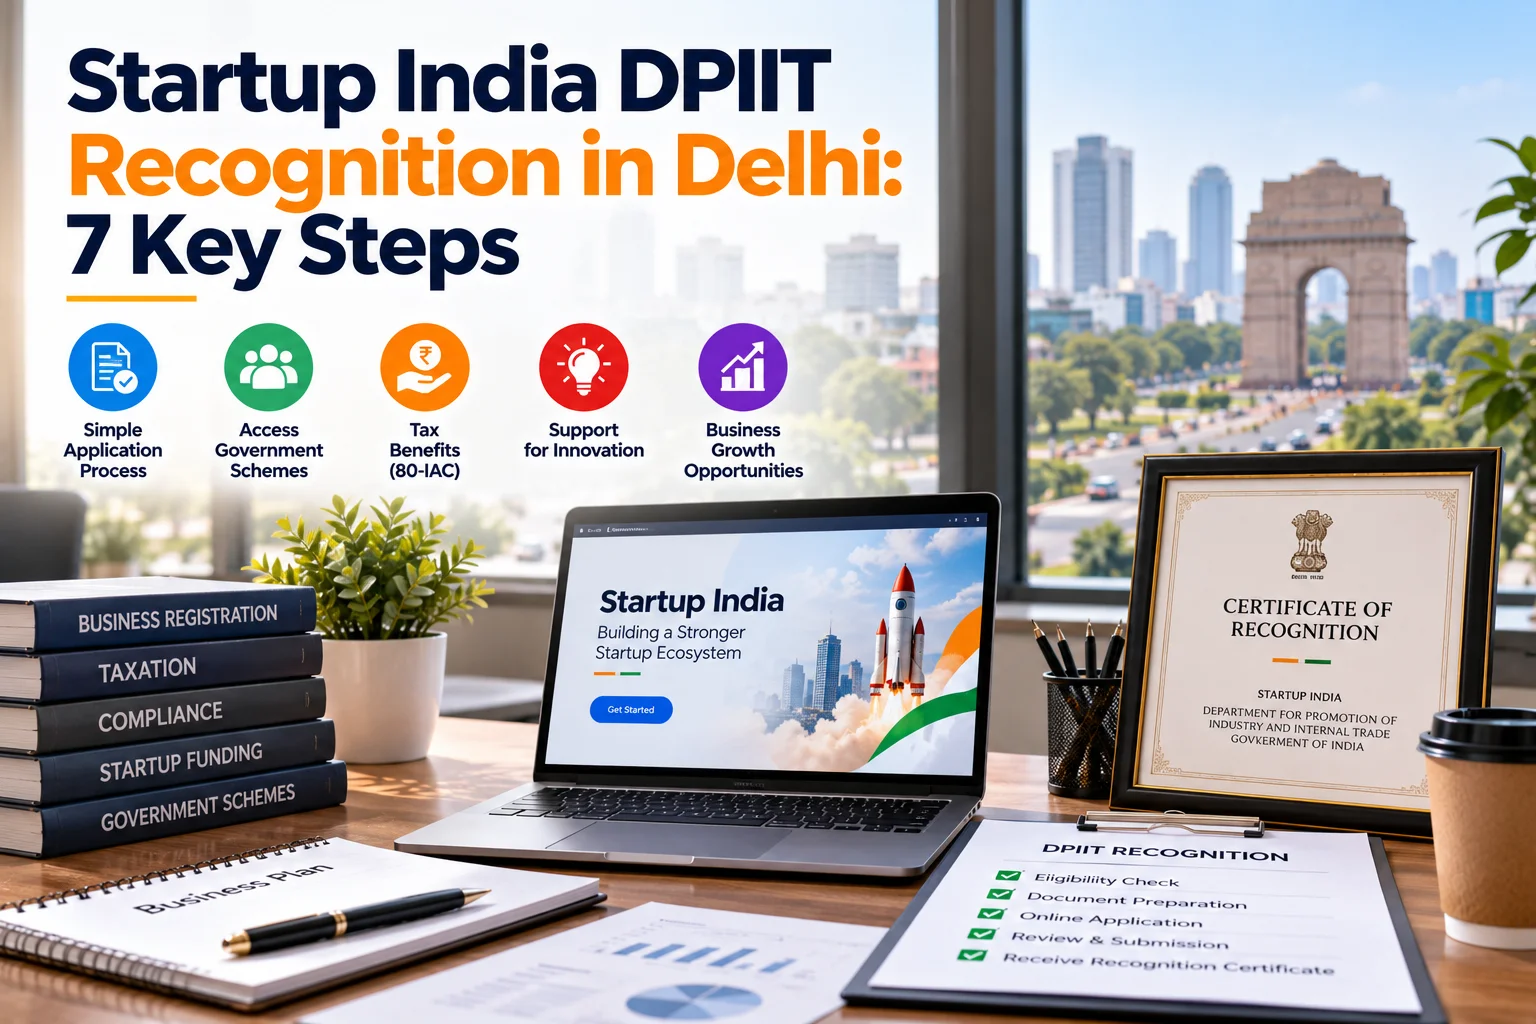 Startup India DPIIT
Recognition in Delhi:
7 Key Steps
Simple
Application
Process
Access
Government
Schemes
Tax
Benefits
(80-IAC)
Support
for Innovation
Business
Growth
Opportunities
BUSINESS REGISTRATION
TAXATION
COMPLIANCE
STARTUP FUNDING
GOVERNMENT SCHEMES
Business Plan
Startup India
Building a Stronger
Startup Ecosystem
Get Started
CERTIFICATE OF
RECOGNITION
STARTUP INDIA
DEPARTMENT FOR PROMOTION OF
INDUSTRY AND INTERNAL TRADE
GOVKERMENT OF INDIA
DPIIT RECOGNITION
Eligibility Check
Document Preparation
Online Application
Review & Submission
Receive Recognition Certificate